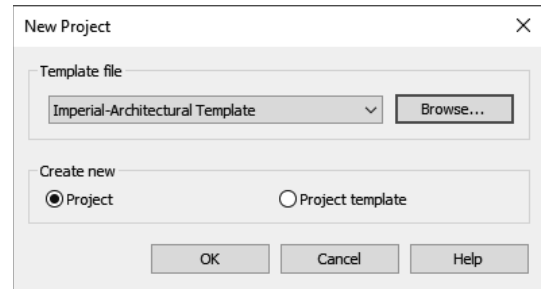 New Project
Template file
Imperial-Architectural Template
Browse...
Create new
Project
Project template
OK
Cancel
Help